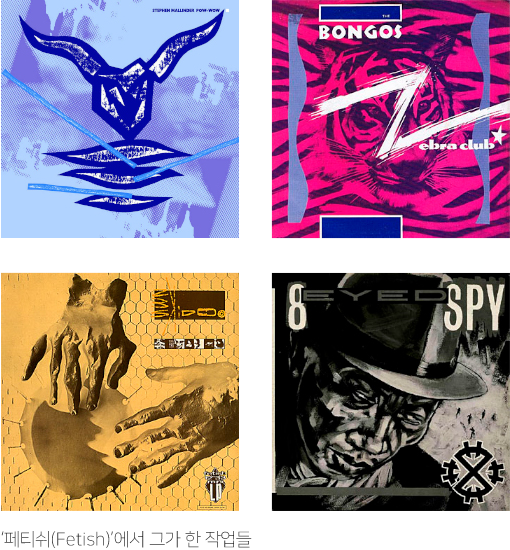 STEPHEN MALLINDER POW-WOW
THE
BONGOS
Zebra club
8 EYED SPY
'페티쉬(Fetish)'에서 그가 한 작업들